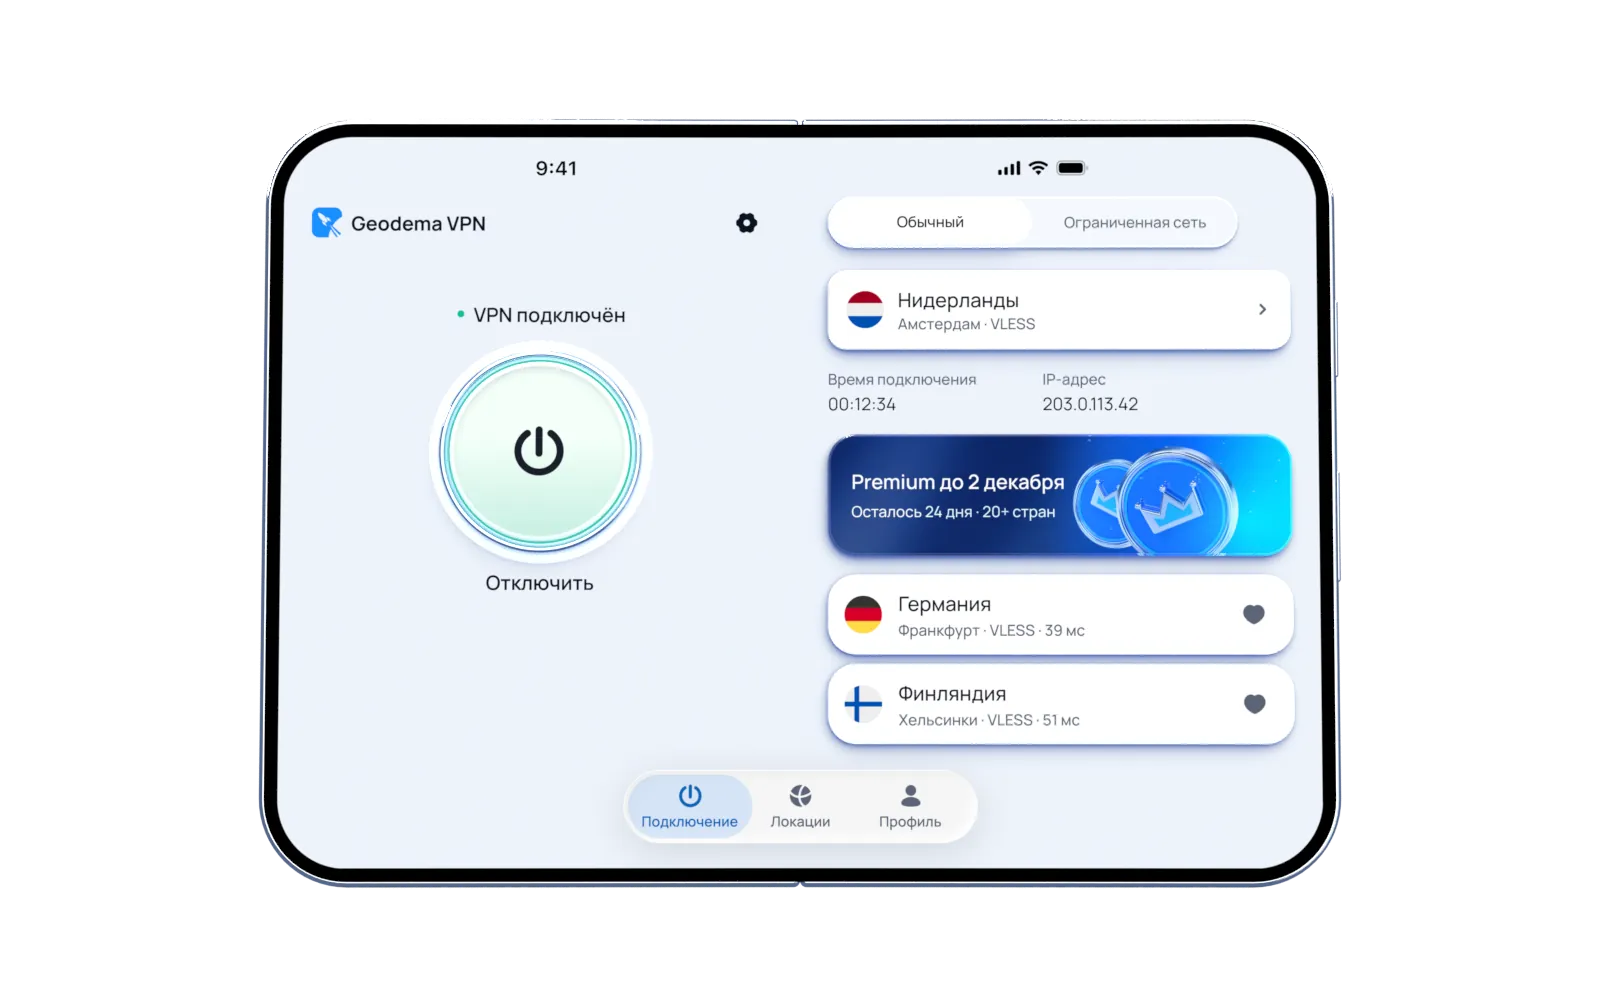 9:41
Geodema VPN
VPN подключён
Отключить
Обычный
Ограниченная сеть
Нидерланды
Амстердам · VLESS
Время подключения
00:12:34
IP-адрес
203.0.113.42
Premium до 2 декабря
Осталось 24 дня · 20+ стран
Германия
Франкфурт · VLESS · 39 мс
Финляндия
Хельсинки · VLESS · 51 мс
Подключение
Локации
Профиль